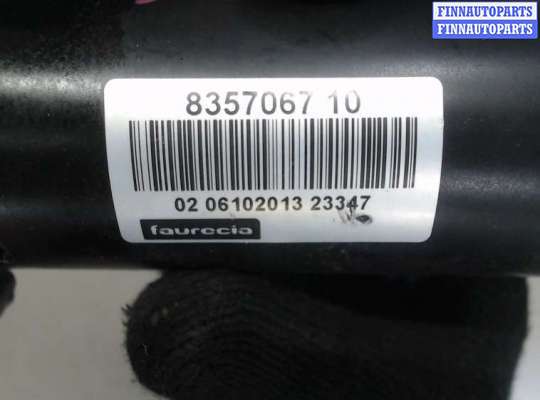 FINNAUTOPARTS
FINNAUTOPARTS
8357067 10
02 06102013 23347
faurecia